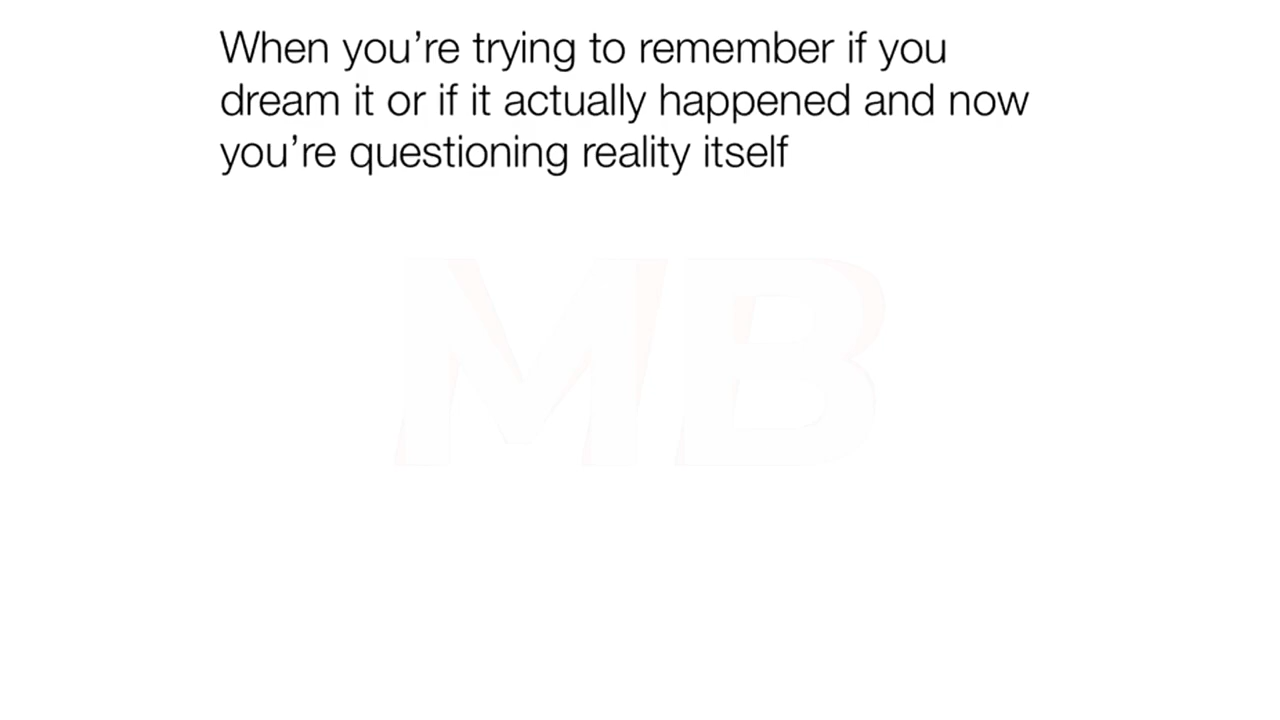 When you’re trying to remember if you
dream it or if it actually happened and now
you’re questioning reality itself
MB